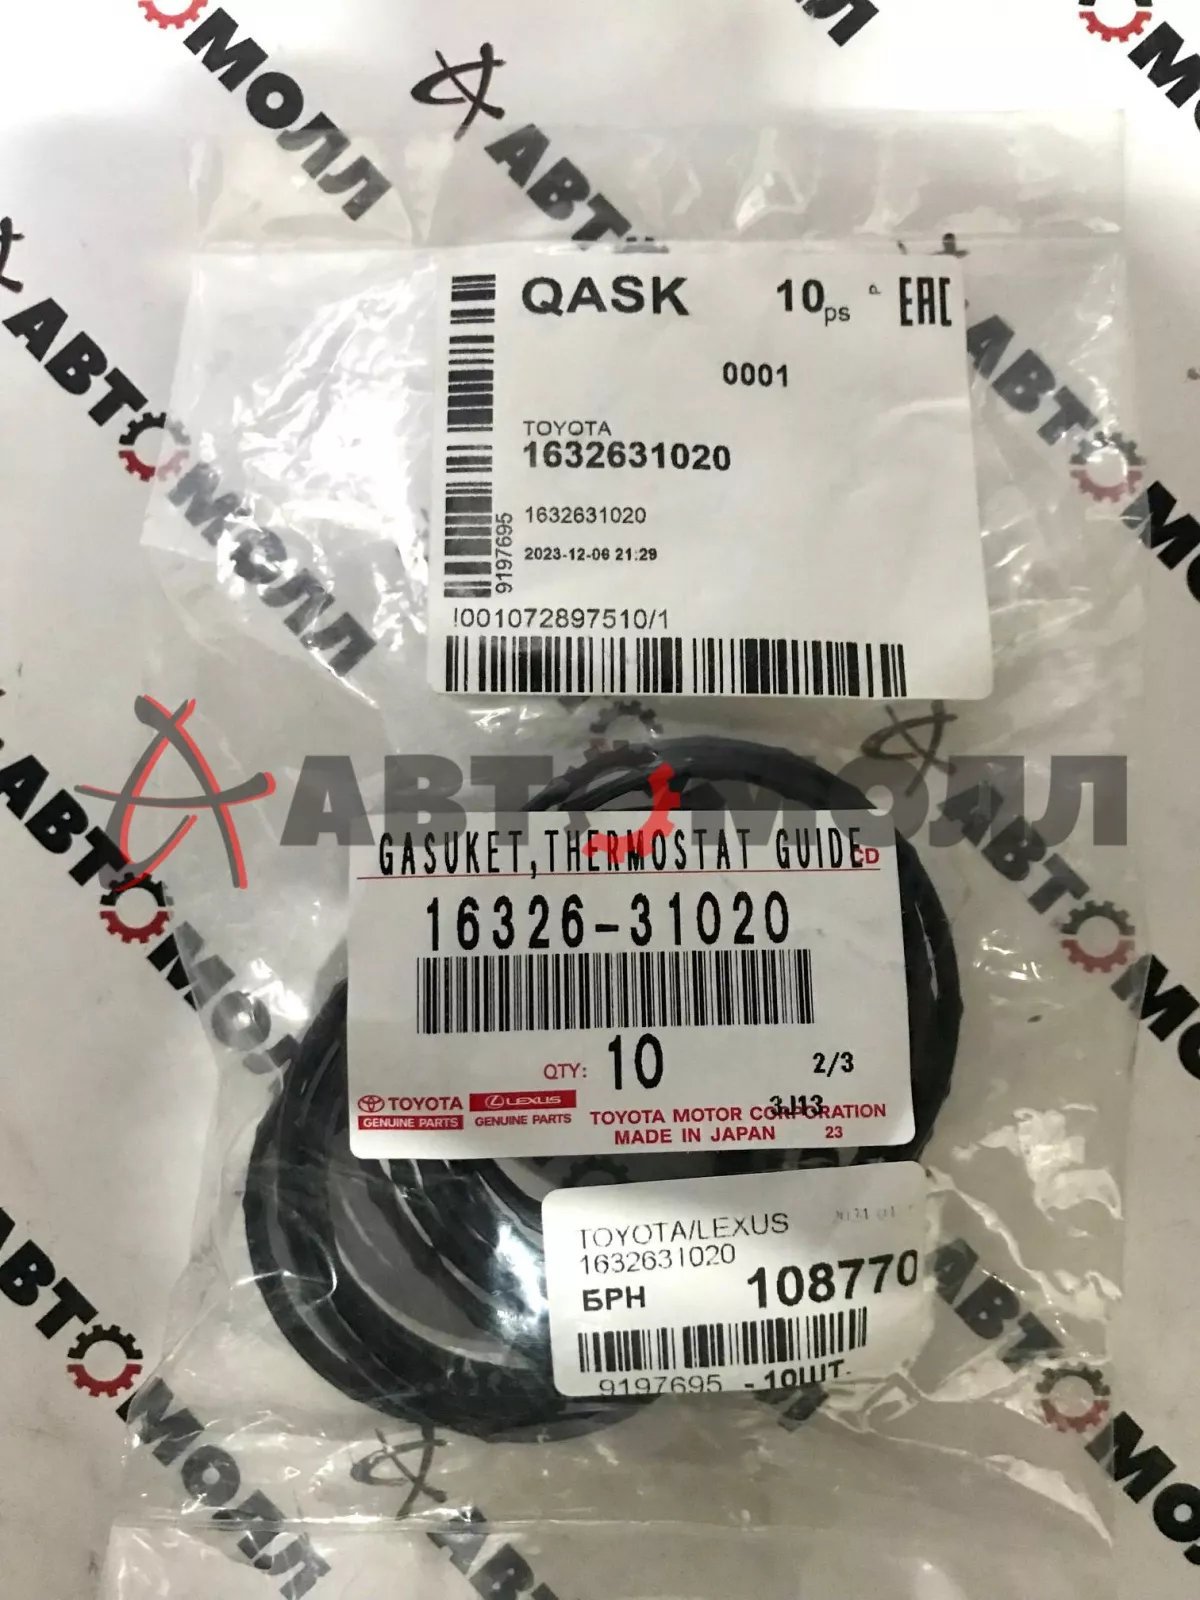 QASK 10ps P EAC
0001
TOYOTA
1632631020
1632631020
2023-12-06 21:29
9197695
!001072897510/1
АВТОМОЛЛ
GASUKET,THERMOSTAT GUIDE
CD
16326-31020
QTY: 10
2/3
3J13
TOYOTA LEXUS
GENUINE PARTS GENUINE PARTS
TOYOTA MOTOR CORPORATION
MADE IN JAPAN 23
TOYOTA/LEXUS
1632631020
БРН 108770
9197695 - 10ШТ.